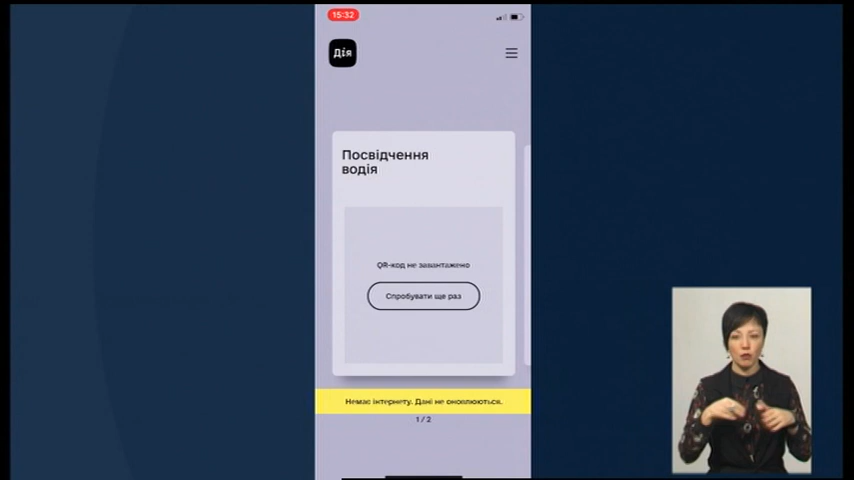 15:32
Дія
Посвідчення
водія
QR-код не завантажено
Спробувати ще раз
Немає інтернету. Дані не оновлюються.
1 / 2